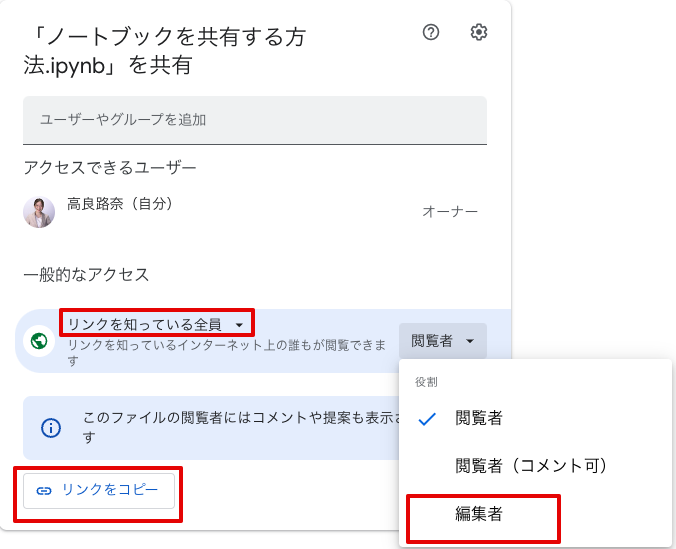 「ノートブックを共有する方
法.ipynb」を共有
ユーザーやグループを追加
アクセスできるユーザー
高良路奈（自分）
オーナー
一般的なアクセス
リンクを知っている全員
リンクを知っているインターネット上の誰もが閲覧できま
す
閲覧者
役割
このファイルの閲覧者にはコメントや提案も表示
す
閲覧者
閲覧者（コメント可）
リンクをコピー
編集者